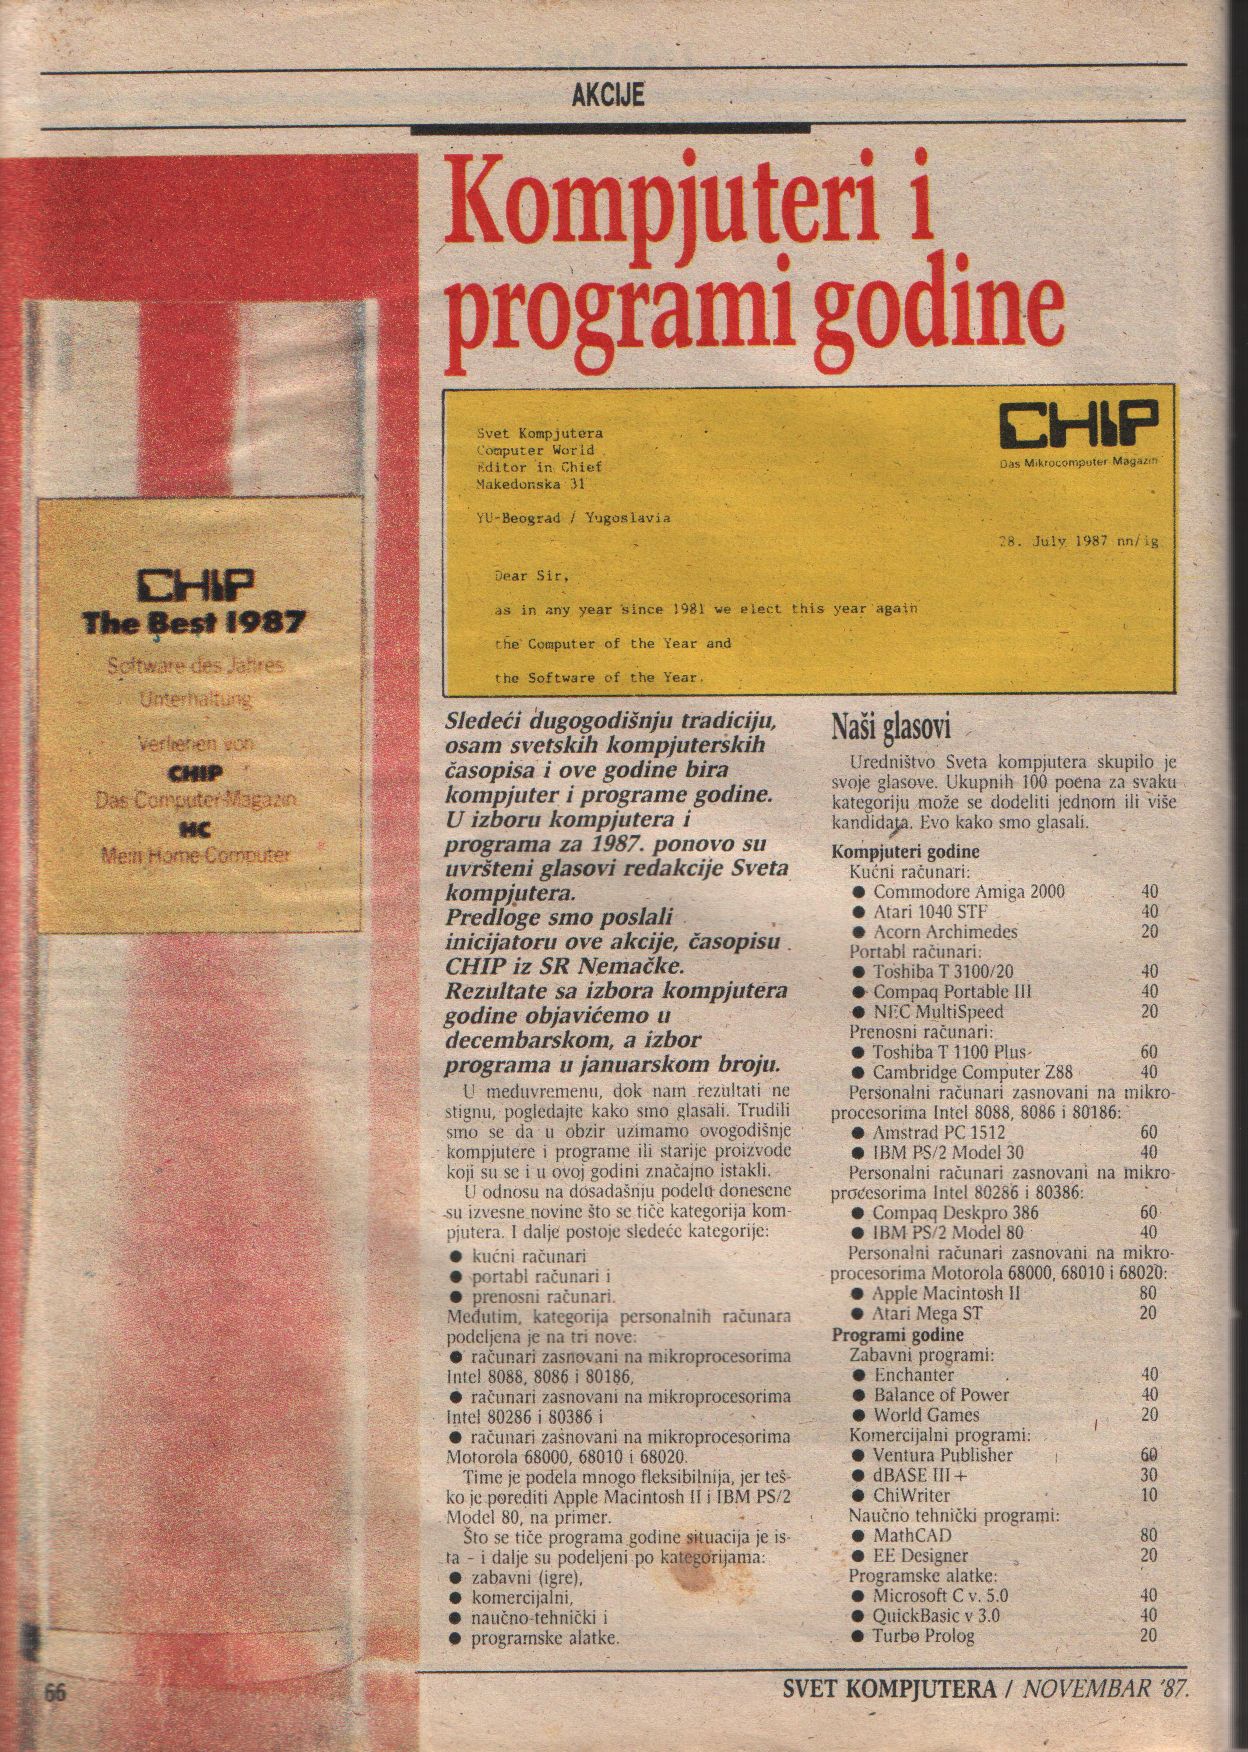 AKCIJE
Kompjuteri i
programi godine
CHIP
Das Mikrocomputer-Magazin
Svet Kompjutera
Computer World
Editor in Chief
Makedonska 31
YU-Beograd / Yugoslavia
28. July 1987 nn/ig
Dear Sir,
as in any year since 1981 we elect this year again
the Computer of the Year and
the Software of the Year.
CHIP
The Best 1987
Software des Jahres
Unterhaltung
Verliehen von
CHIP
Das Computer-Magazin
HC
Mein Home-Computer
Sledeći dugogodišnju tradiciju,
osam svetskih kompjuterskih
časopisa i ove godine bira
kompjuter i programe godine.
U izboru kompjutera i
programa za 1987. ponovo su
uvršteni glasovi redakcije Sveta
kompjutera.
Predloge smo poslali
inicijatoru ove akcije, časopisu
CHIP iz SR Nemačke.
Rezultate sa izbora kompjutera
godine objavićemo u
decembarskom, a izbor
programa u januarskom broju.
U međuvremenu, dok nam rezultati ne
stignu, pogledajte kako smo glasali. Trudili
smo se da u obzir uzimamo ovogodišnje
kompjutere i programe ili starije proizvode
koji su se i u ovoj godini značajno istakli.
U odnosu na dosadašnju podelu donesene
su izvesne novine što se tiče kategorija kom-
pjutera. I dalje postoje sledeće kategorije:
● kućni računari
● portabl računari i
● prenosni računari.
Međutim, kategorija personalnih računara
podeljena je na tri nove:
● računari zasnovani na mikroprocesorima
Intel 8088, 8086 i 80186,
● računari zasnovani na mikroprocesorima
Intel 80286 i 80386 i
● računari zasnovani na mikroprocesorima
Motorola 68000, 68010 i 68020.
Time je podela mnogo fleksibilnija, jer teš-
ko je porediti Apple Macintosh II i IBM PS/2
Model 80, na primer.
Što se tiče programa godine situacija je is-
ta - i dalje su podeljeni po kategorijama:
● zabavni (igre),
● komercijalni,
● naučno-tehnički i
● programske alatke.
Naši glasovi
Uredništvo Sveta kompjutera skupilo je
svoje glasove. Ukupnih 100 poena za svaku
kategoriju može se dodeliti jednom ili više
kandidata. Evo kako smo glasali.
Kompjuteri godine
Kućni računari:
● Commodore Amiga 2000 40
● Atari 1040 STF 40
● Acorn Archimedes 20
Portabl računari:
● Toshiba T 3100/20 40
● Compaq Portable III 40
● NEC MultiSpeed 20
Prenosni računari:
● Toshiba T 1100 Plus 60
● Cambridge Computer Z88 40
Personalni računari zasnovani na mikro-
procesorima Intel 8088, 8086 i 80186:
● Amstrad PC 1512 60
● IBM PS/2 Model 30 40
Personalni računari zasnovani na mikro-
procesorima Intel 80286 i 80386:
● Compaq Deskpro 386 60
● IBM PS/2 Model 80 40
Personalni računari zasnovani na mikro-
procesorima Motorola 68000, 68010 i 68020:
● Apple Macintosh II 80
● Atari Mega ST 20
Programi godine
Zabavni programi:
● Enchanter 40
● Balance of Power 40
● World Games 20
Komercijalni programi:
● Ventura Publisher 60
● dBASE III+ 30
● ChiWriter 10
Naučno tehnički programi:
● MathCAD 80
● EE Designer 20
Programske alatke:
● Microsoft C v. 5.0 40
● QuickBasic v 3.0 40
● Turbo Prolog 20
66
SVET KOMPJUTERA / NOVEMBAR '87.